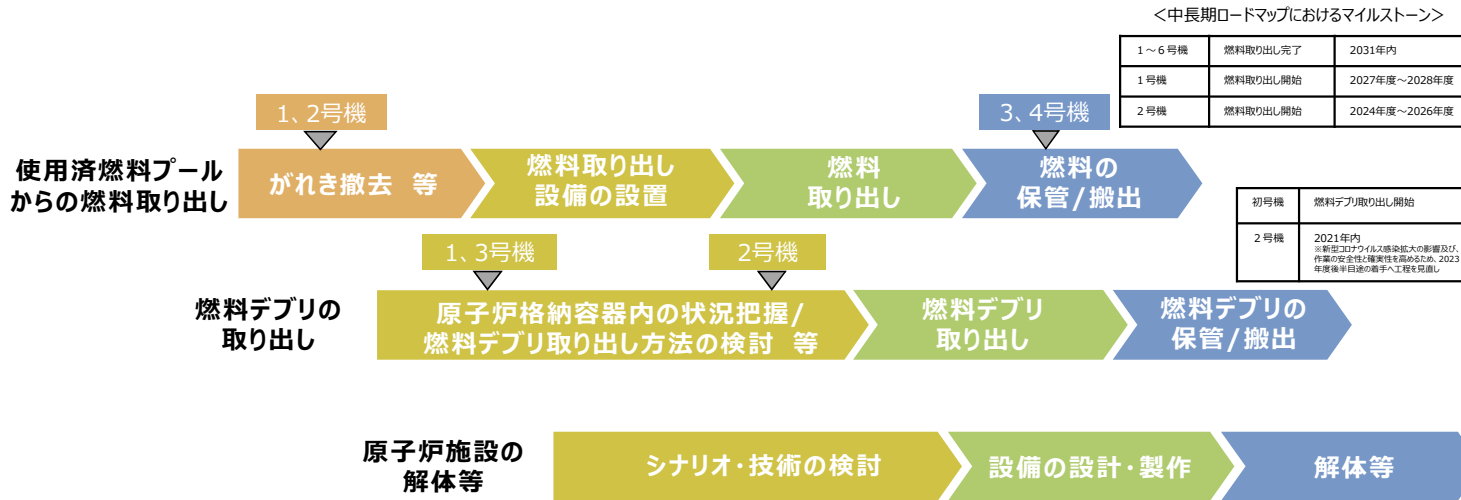 ＜中長期ロードマップにおけるマイルストーン＞
1～6号機 燃料取り出し完了 2031年内
1号機 燃料取り出し開始 2027年度～2028年度
2号機 燃料取り出し開始 2024年度～2026年度
1、2号機
3、4号機
使用済燃料プール
からの燃料取り出し
がれき撤去 等
燃料取り出し
設備の設置
燃料
取り出し
燃料の
保管/搬出
初号機 燃料デブリ取り出し開始
2号機 2021年内
※新型コロナウイルス感染拡大の影響及び、
作業の安全性と確実性を高めるため、2023
年度後半目途の着手へ工程を見直し
1、3号機
2号機
燃料デブリの
取り出し
原子炉格納容器内の状況把握/
燃料デブリ取り出し方法の検討 等
燃料デブリ
取り出し
燃料デブリの
保管/搬出
原子炉施設の
解体等
シナリオ・技術の検討
設備の設計・製作
解体等